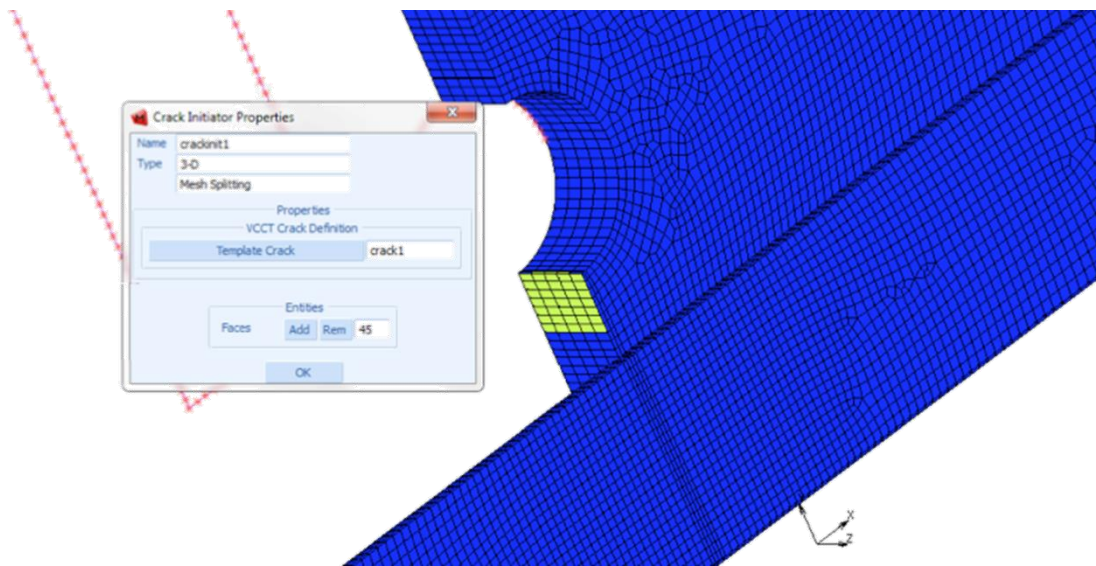 Crack Initiator Properties
Name crackinit1
Type 3-D
Mesh Splitting
Properties
VCCT Crack Definition
Template Crack crack1
Entities
Faces Add Rem 45
OK
X
Z